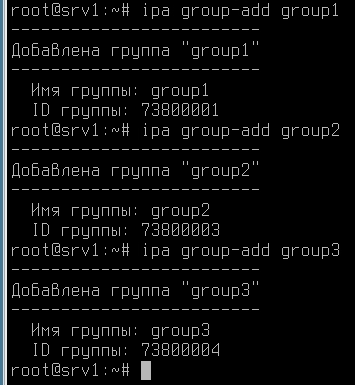 root@srv1:~# ipa group-add group1
--------------------------
Добавлена группа "group1"
--------------------------
  Имя группы: group1
  ID группы: 73800001
root@srv1:~# ipa group-add group2
--------------------------
Добавлена группа "group2"
--------------------------
  Имя группы: group2
  ID группы: 73800003
root@srv1:~# ipa group-add group3
--------------------------
Добавлена группа "group3"
--------------------------
  Имя группы: group3
  ID группы: 73800004
root@srv1:~#